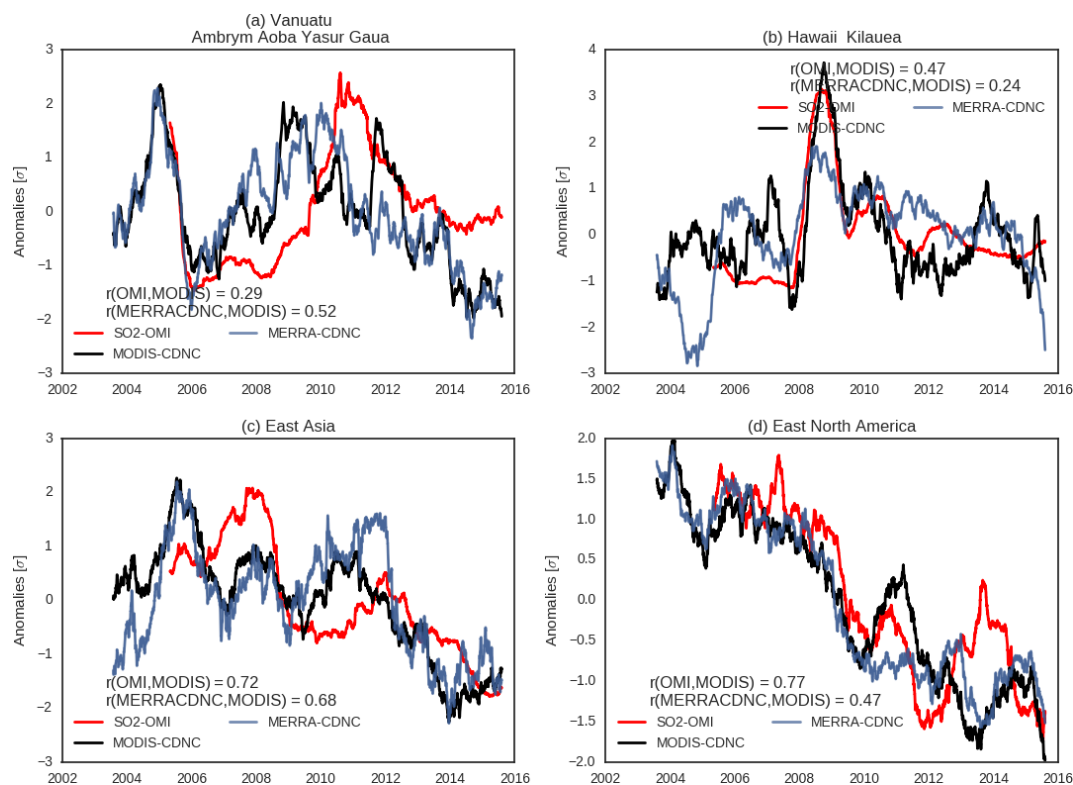 (a) Vanuatu
Ambrym Aoba Yasur Gaua
3
2
1
0
−1
−2
−3
Anomalies [σ]
r(OMI,MODIS) = 0.29
r(MERRACDNC,MODIS) = 0.52
SO2-OMI
MERRA-CDNC
MODIS-CDNC
2002 2004 2006 2008 2010 2012 2014 2016
(b) Hawaii Kilauea
4
3
2
1
0
−1
−2
−3
Anomalies [σ]
r(OMI,MODIS) = 0.47
r(MERRACDNC,MODIS) = 0.24
SO2-OMI
MERRA-CDNC
MODIS-CDNC
2002 2004 2006 2008 2010 2012 2014 2016
(c) East Asia
3
2
1
0
−1
−2
−3
Anomalies [σ]
r(OMI,MODIS) = 0.72
r(MERRACDNC,MODIS) = 0.68
SO2-OMI
MERRA-CDNC
MODIS-CDNC
2002 2004 2006 2008 2010 2012 2014 2016
(d) East North America
2.0
1.5
1.0
0.5
0.0
−0.5
−1.0
−1.5
−2.0
Anomalies [σ]
r(OMI,MODIS) = 0.77
r(MERRACDNC,MODIS) = 0.47
SO2-OMI
MERRA-CDNC
MODIS-CDNC
2002 2004 2006 2008 2010 2012 2014 2016